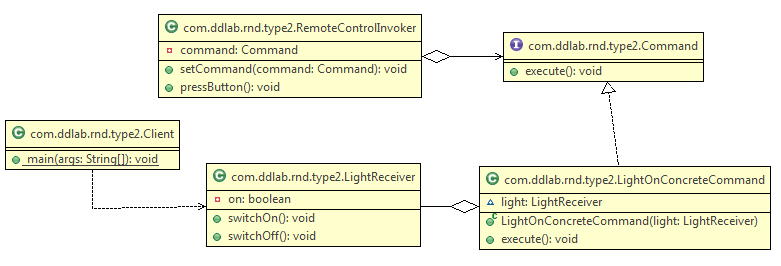 com.ddlab.rnd.type2.RemoteControlInvoker
command: Command
setCommand(command: Command): void
pressButton(): void
com.ddlab.rnd.type2.Command
execute(): void
com.ddlab.rnd.type2.Client
main(args: String[]): void
com.ddlab.rnd.type2.LightReceiver
on: boolean
switchOn(): void
switchOff(): void
com.ddlab.rnd.type2.LightOnConcreteCommand
light: LightReceiver
LightOnConcreteCommand(light: LightReceiver)
execute(): void